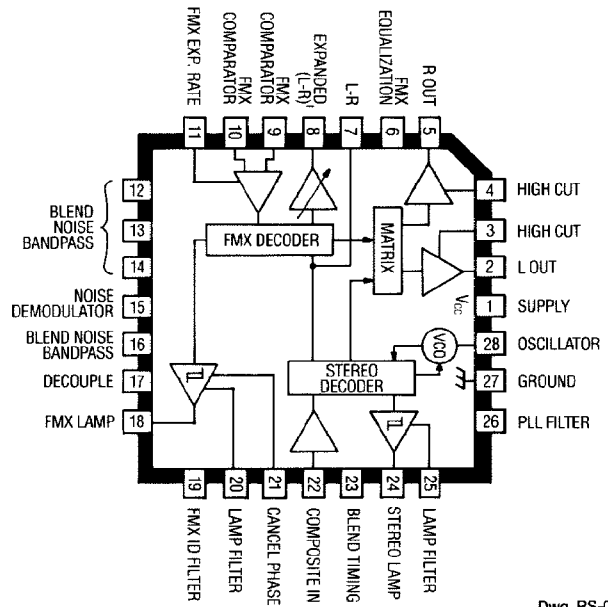 FMX EXP. RATE
FMX
COMPARATOR
FMX
COMPARATOR
EXPANDED
(L-R)'
L-R
FMX
EQUALIZATION
R OUT
11
10
9
8
7
6
5
12
13
14
BLEND
NOISE
BANDPASS
4
HIGH CUT
3
HIGH CUT
2
L OUT
FMX DECODER
MATRIX
NOISE
DEMODULATOR
15
VCC
1
SUPPLY
BLEND NOISE
BANDPASS
16
VCO
28
OSCILLATOR
DECOUPLE
17
STEREO
DECODER
27
GROUND
FMX LAMP
18
26
PLL FILTER
19
20
21
22
23
24
25
FMX ID FILTER
LAMP FILTER
CANCEL PHASE
COMPOSITE IN
BLEND TIMING
STEREO LAMP
LAMP FILTER